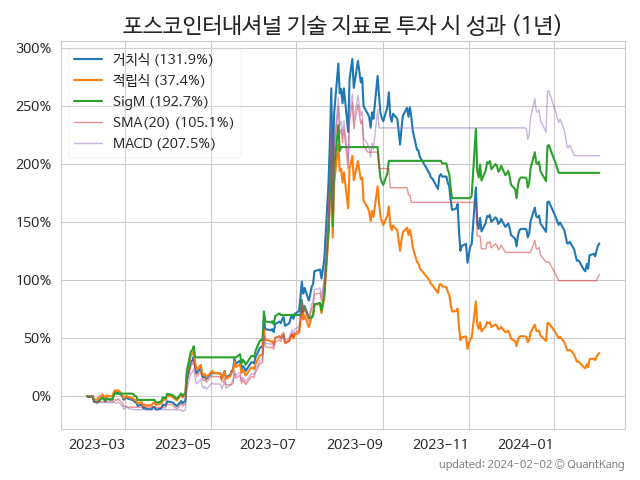 포스코인터내셔널 기술 지표로 투자 시 성과 (1년)
300%
250%
200%
150%
100%
50%
0%
거치식 (131.9%)
적립식 (37.4%)
SigM (192.7%)
SMA(20) (105.1%)
MACD (207.5%)
2023-03
2023-05
2023-07
2023-09
2023-11
2024-01
updated: 2024-02-02 © QuantKang